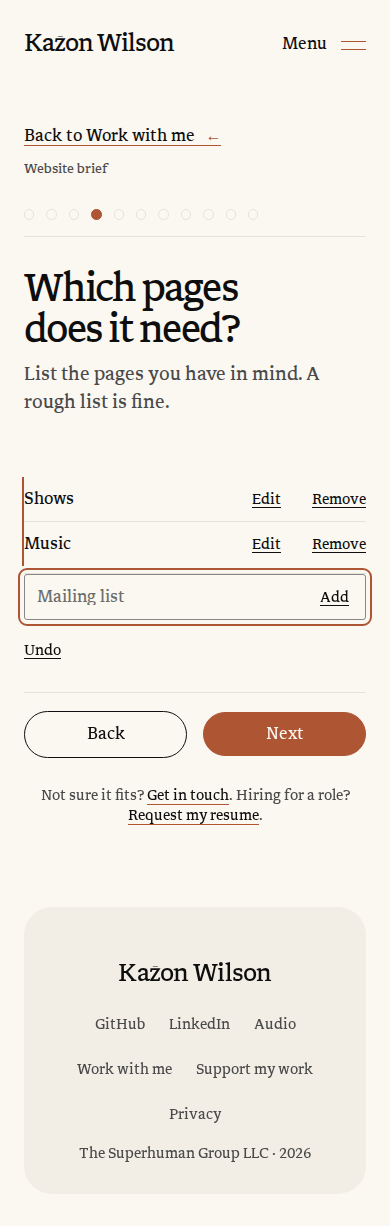 Kažon Wilson
Menu
Back to Work with me ←
Website brief
Which pages
does it need?
List the pages you have in mind. A
rough list is fine.
Shows Edit Remove
Music Edit Remove
Mailing list Add
Undo
Back Next
Not sure it fits? Get in touch. Hiring for a role?
Request my resume.
Kažon Wilson
GitHub LinkedIn Audio
Work with me Support my work
Privacy
The Superhuman Group LLC · 2026